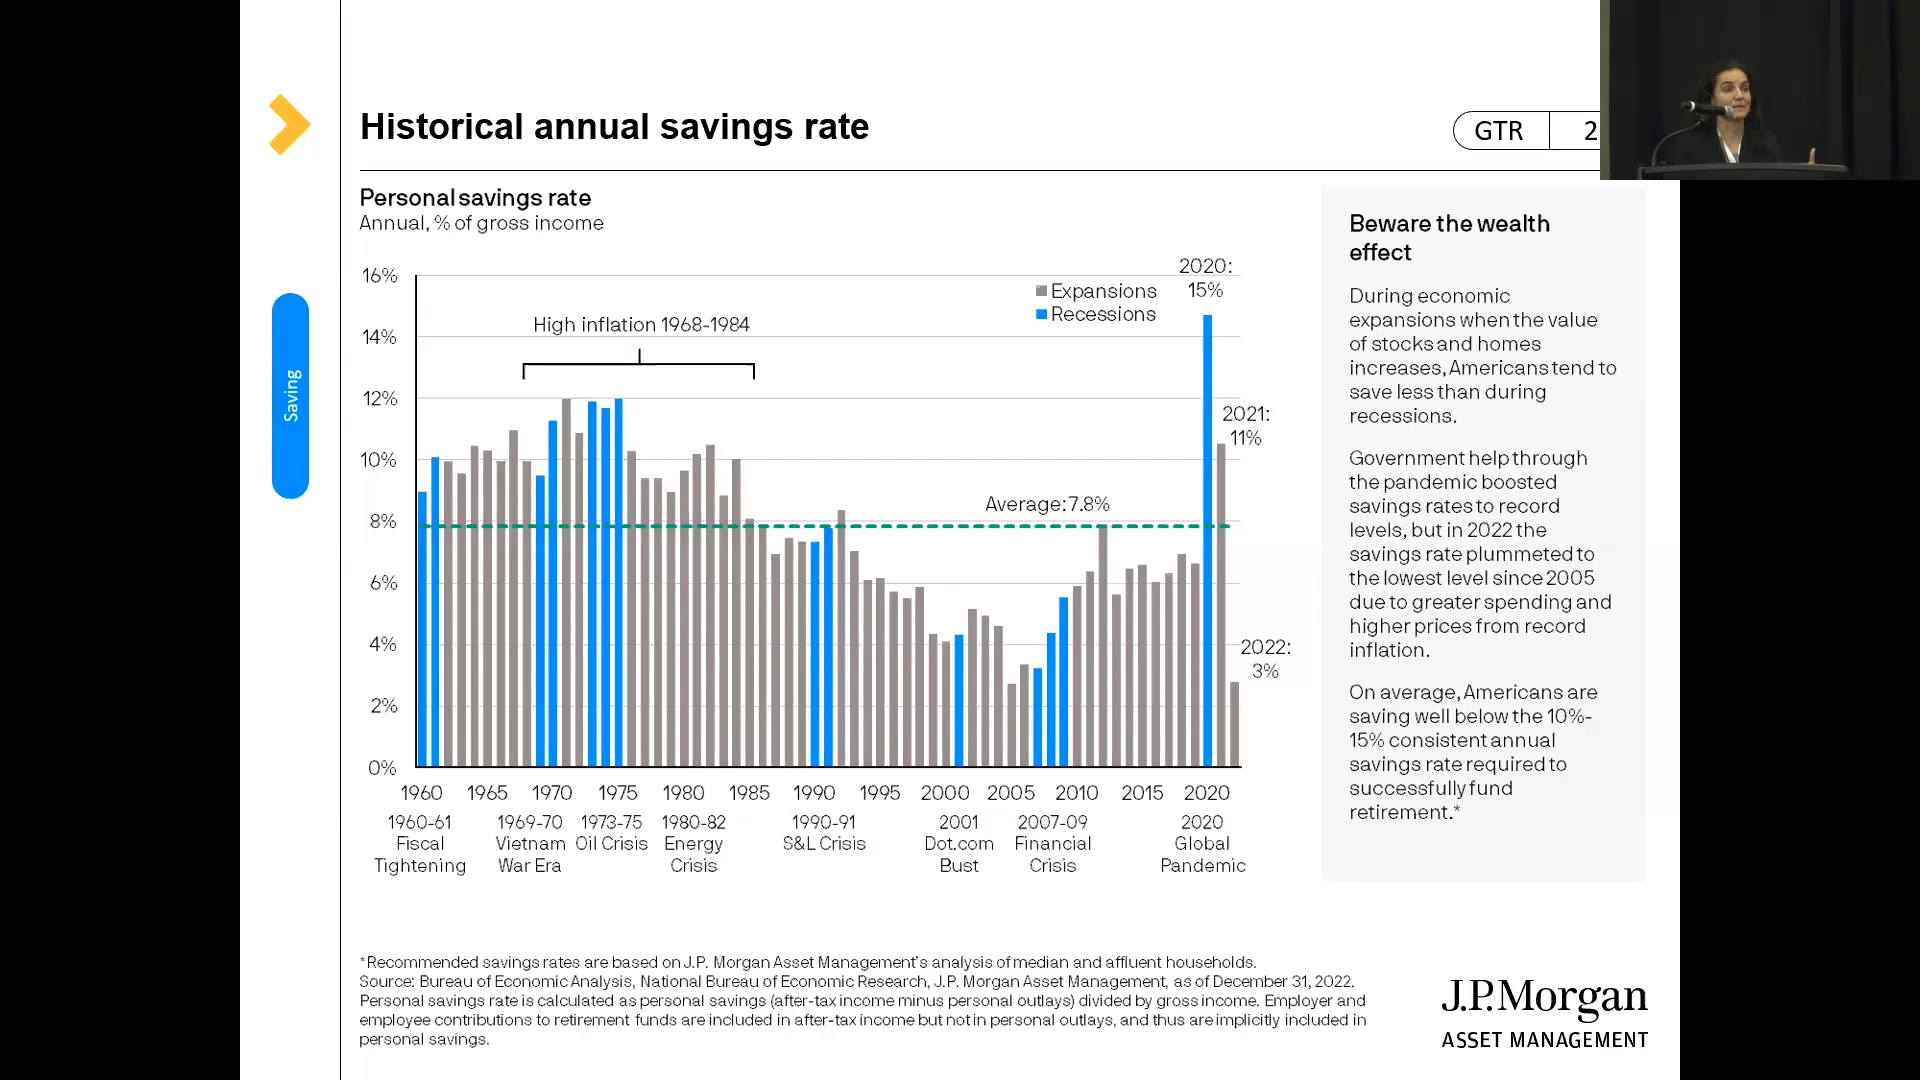 Historical annual savings rate
GTR 2
Saving
Personal savings rate
Annual, % of gross income
16%
14%
12%
10%
8%
6%
4%
2%
0%
High inflation 1968-1984
Expansions
Recessions
Average: 7.8%
2020:
15%
2021:
11%
2022:
3%
1960 1965 1970 1975 1980 1985 1990 1995 2000 2005 2010 2015 2020
1960-61
Fiscal
Tightening
1969-70
Vietnam
War Era
1973-75
Oil Crisis
1980-82
Energy
Crisis
1990-91
S&L Crisis
2001
Dot.com
Bust
2007-09
Financial
Crisis
2020
Global
Pandemic
Beware the wealth
effect
During economic
expansions when the value
of stocks and homes
increases, Americans tend to
save less than during
recessions.
Government help through
the pandemic boosted
savings rates to record
levels, but in 2022 the
savings rate plummeted to
the lowest level since 2005
due to greater spending and
higher prices from record
inflation.
On average, Americans are
saving well below the 10%-
15% consistent annual
savings rate required to
successfully fund
retirement.*
*Recommended savings rates are based on J.P. Morgan Asset Management's analysis of median and affluent households.
Source: Bureau of Economic Analysis, National Bureau of Economic Research, J.P. Morgan Asset Management, as of December 31, 2022.
Personal savings rate is calculated as personal savings (after-tax income minus personal outlays) divided by gross income. Employer and
employee contributions to retirement funds are included in after-tax income but not in personal outlays, and thus are implicitly included in
personal savings.
J.P.Morgan
ASSET MANAGEMENT